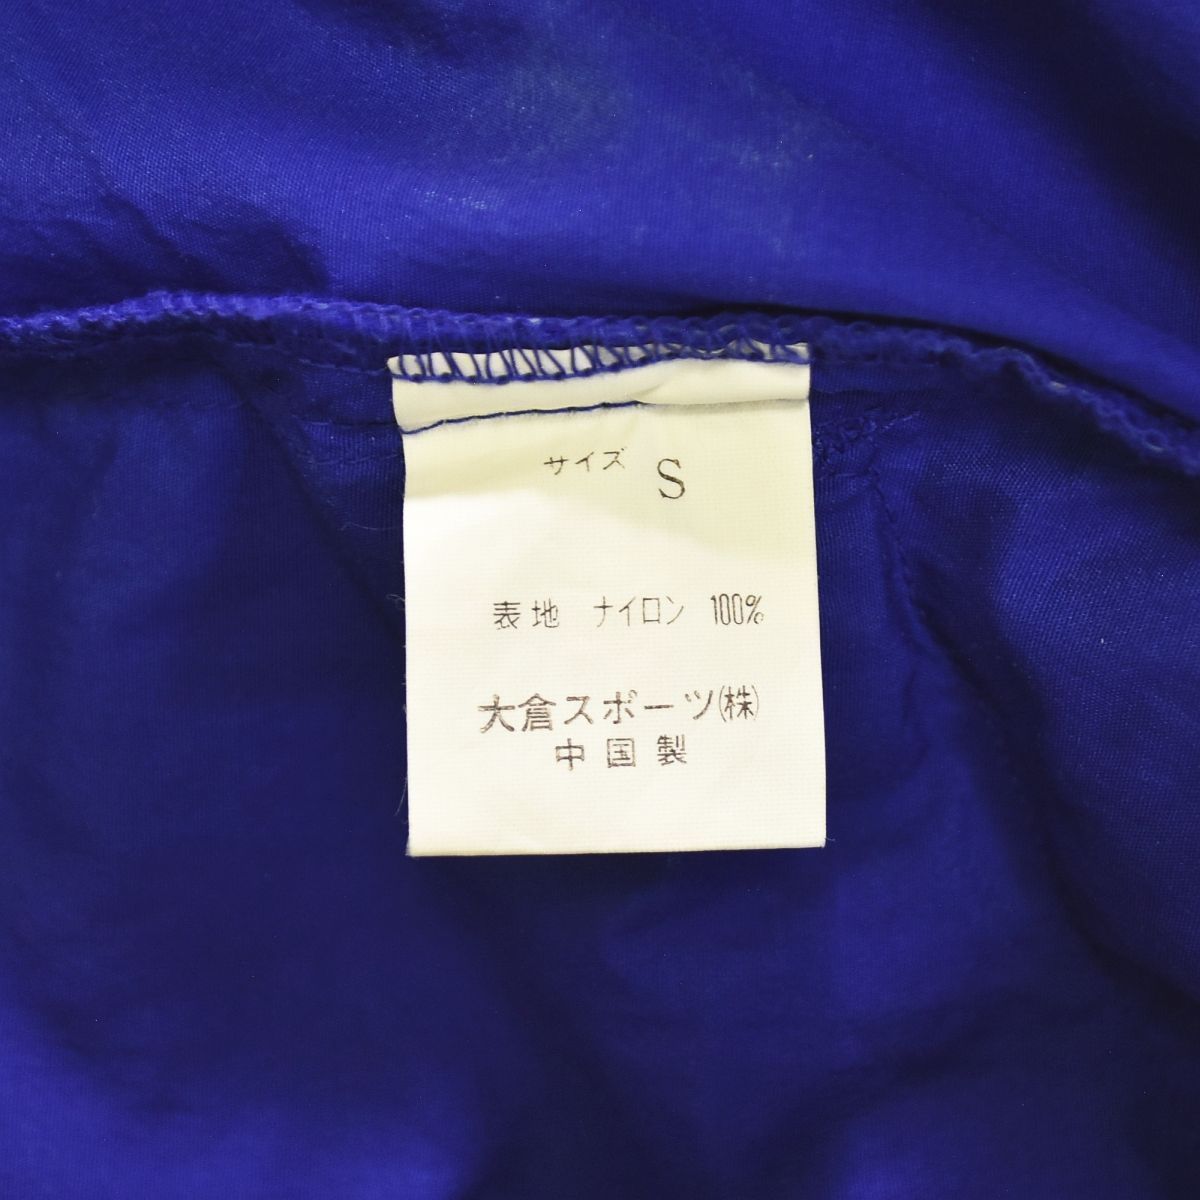 サイズ S
表地 ナイロン 100%
大倉スポーツ(株)
中国製